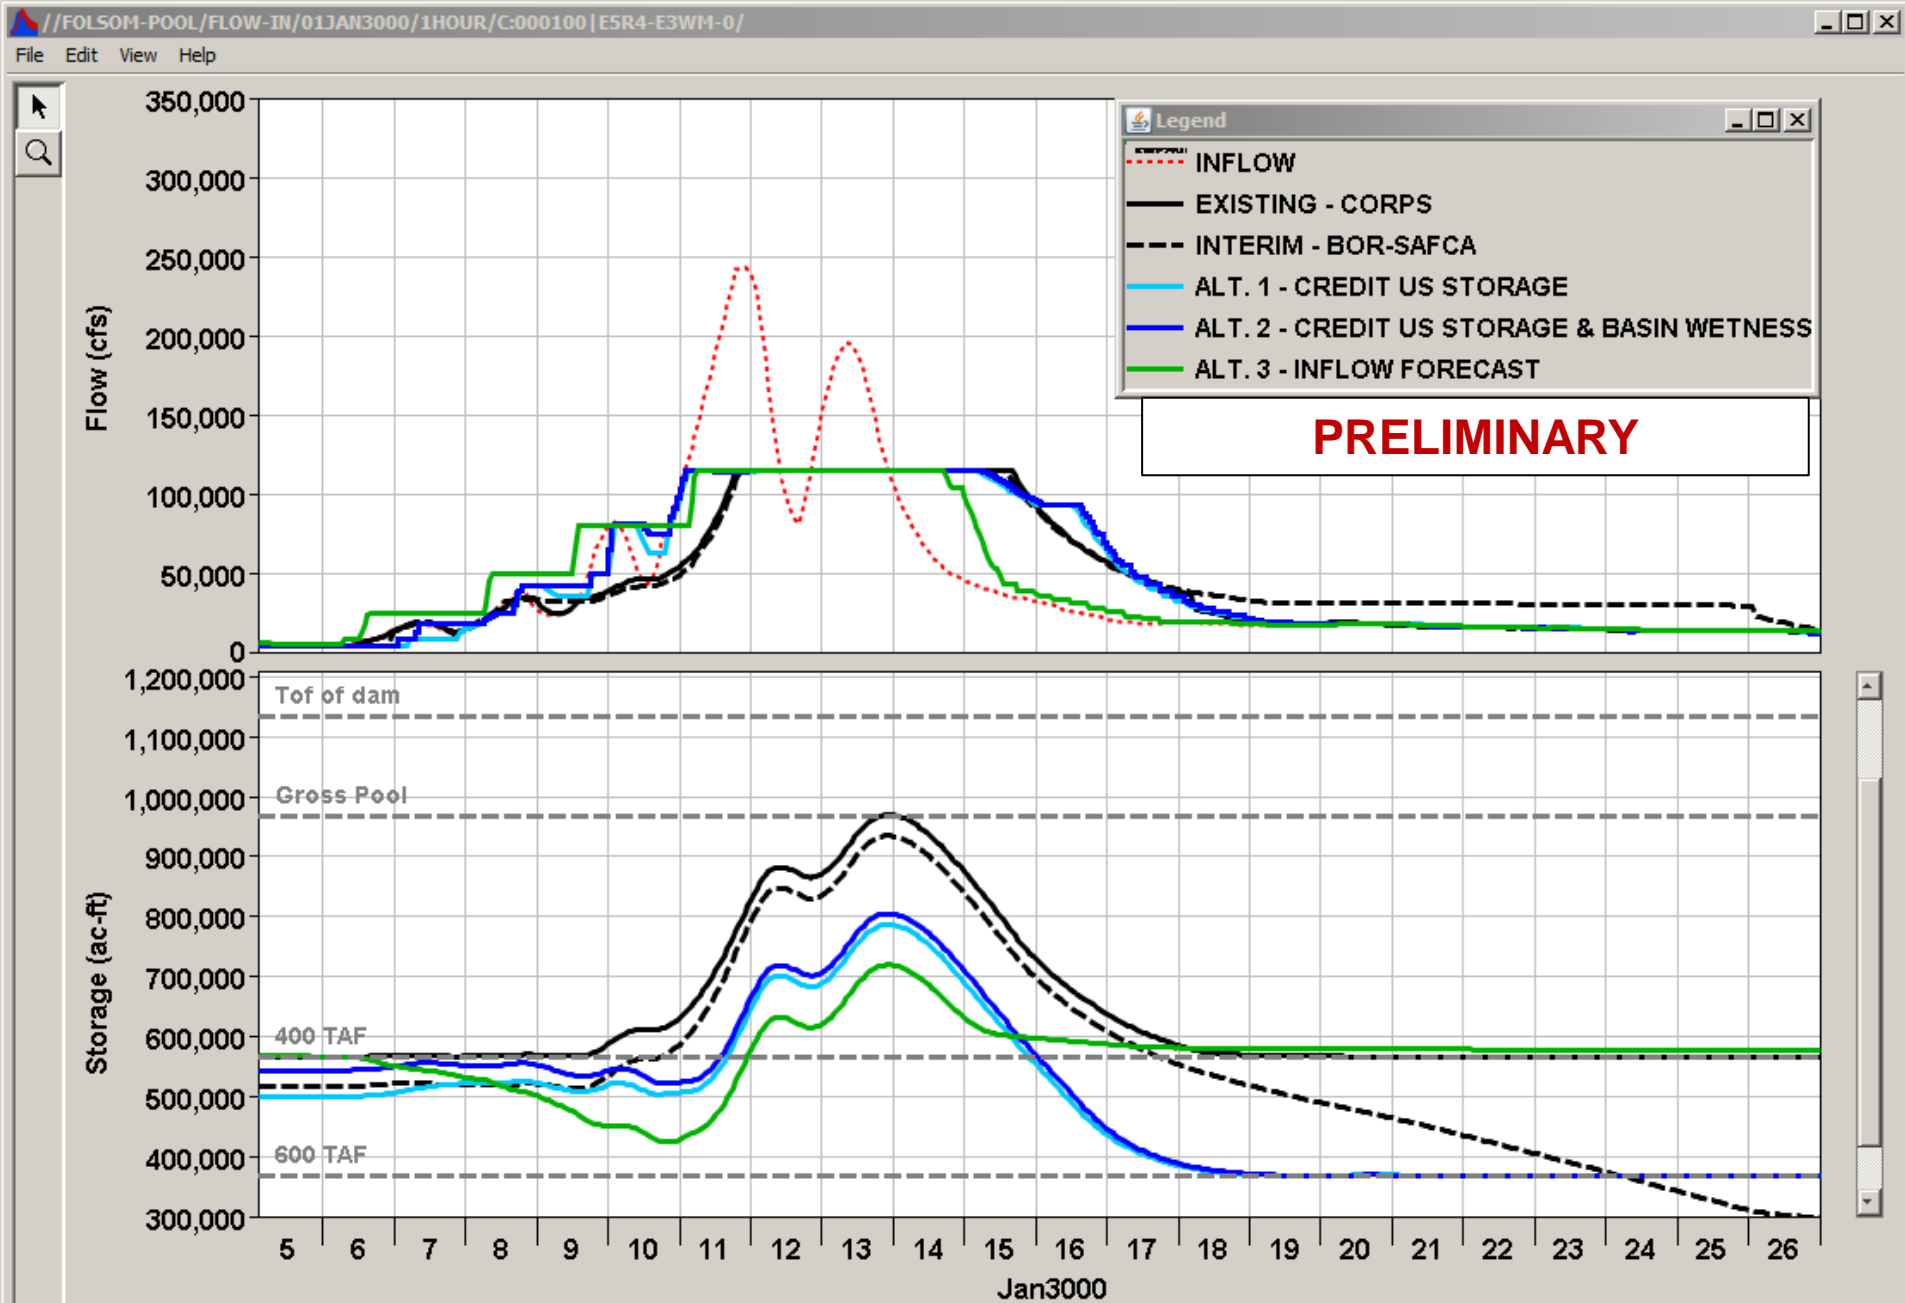 //FOLSOM-POOL/FLOW-IN/01JAN3000/1HOUR/C:000100|E5R4-E3WM-0/
File Edit View Help
350,000
300,000
250,000
200,000
150,000
100,000
50,000
0
Flow (cfs)
Legend
INFLOW
EXISTING - CORPS
INTERIM - BOR-SAFCA
ALT. 1 - CREDIT US STORAGE
ALT. 2 - CREDIT US STORAGE & BASIN WETNESS
ALT. 3 - INFLOW FORECAST
PRELIMINARY
1,200,000
1,100,000
1,000,000
900,000
800,000
700,000
600,000
500,000
400,000
300,000
Storage (ac-ft)
Tof of dam
Gross Pool
400 TAF
600 TAF
5 6 7 8 9 10 11 12 13 14 15 16 17 18 19 20 21 22 23 24 25 26
Jan3000